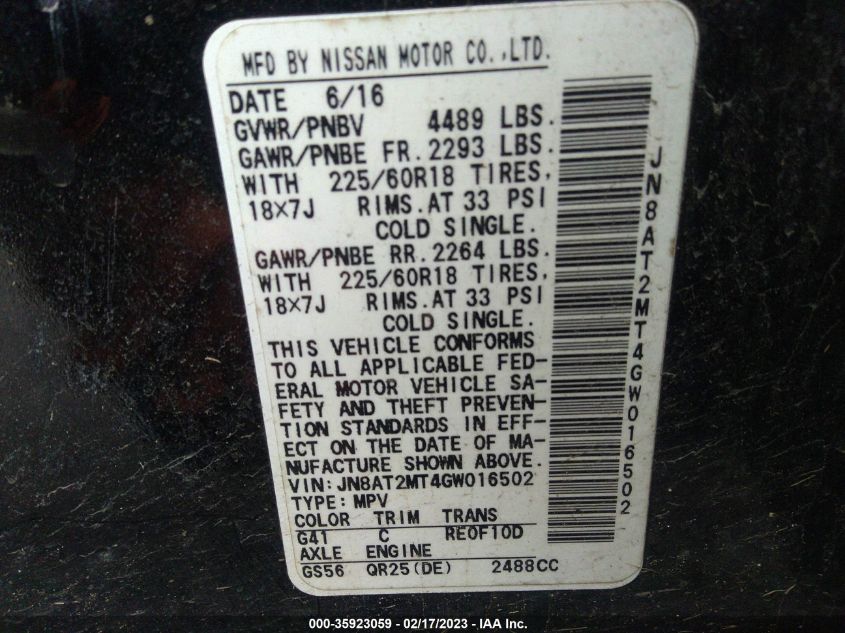 MFD BY NISSAN MOTOR CO.,LTD.
DATE 6/16
GVWR/PNBV 4489 LBS.
GAWR/PNBE FR.2293 LBS.
WITH 225/60R18 TIRES,
18X7J RIMS.AT 33 PSI
COLD SINGLE.
GAWR/PNBE RR.2264 LBS.
WITH 225/60R18 TIRES,
18X7J RIMS.AT 33 PSI
COLD SINGLE.
THIS VEHICLE CONFORMS
TO ALL APPLICABLE FED-
ERAL MOTOR VEHICLE SA-
FETY AND THEFT PREVEN-
TION STANDARDS IN EFF-
ECT ON THE DATE OF MA-
NUFACTURE SHOWN ABOVE.
VIN:JN8AT2MT4GW016502
TYPE:MPV
COLOR TRIM TRANS
G41 C RE0F10D
AXLE ENGINE
GS56 QR25(DE) 2488CC
JN8AT2MT4GW016502
000-35923059 - 02/17/2023 - IAA Inc.